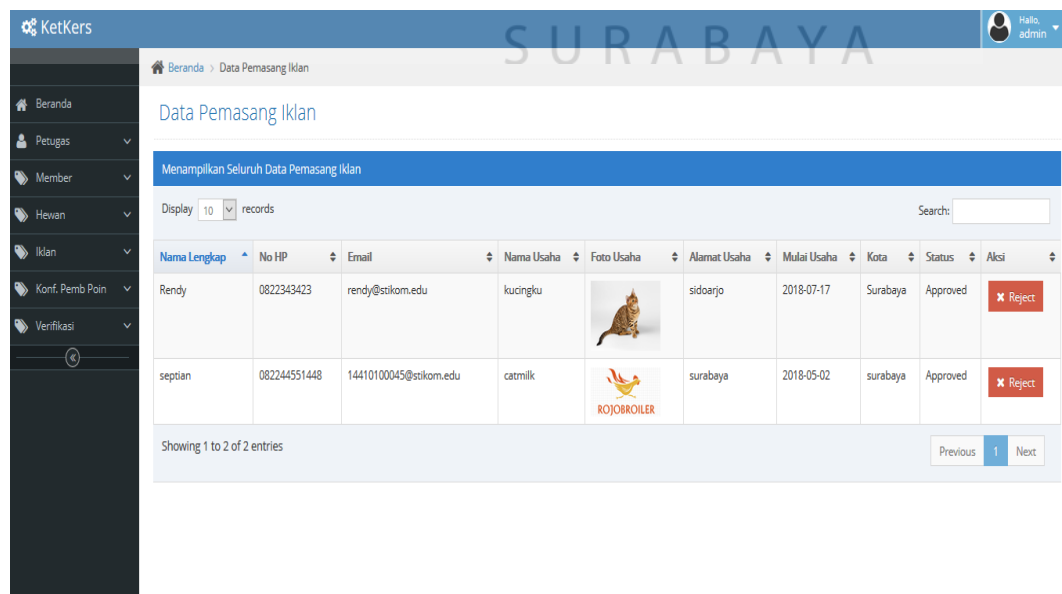 KetKers
SURABAYA
Hallo,
admin
Beranda > Data Pemasang Iklan
Beranda
Petugas
Member
Hewan
Iklan
Konf. Pemb Poin
Verifikasi
Data Pemasang Iklan
Menampilkan Seluruh Data Pemasang Iklan
Display 10 records
Search:
Nama Lengkap No HP Email Nama Usaha Foto Usaha Alamat Usaha Mulai Usaha Kota Status Aksi
Rendy 0822343423 rendy@stikom.edu kucingku sidoarjo 2018-07-17 Surabaya Approved Reject
septian 082244551448 14410100045@stikom.edu catmilk surabaya 2018-05-02 surabaya Approved Reject
ROJOBROILER
Showing 1 to 2 of 2 entries
Previous 1 Next